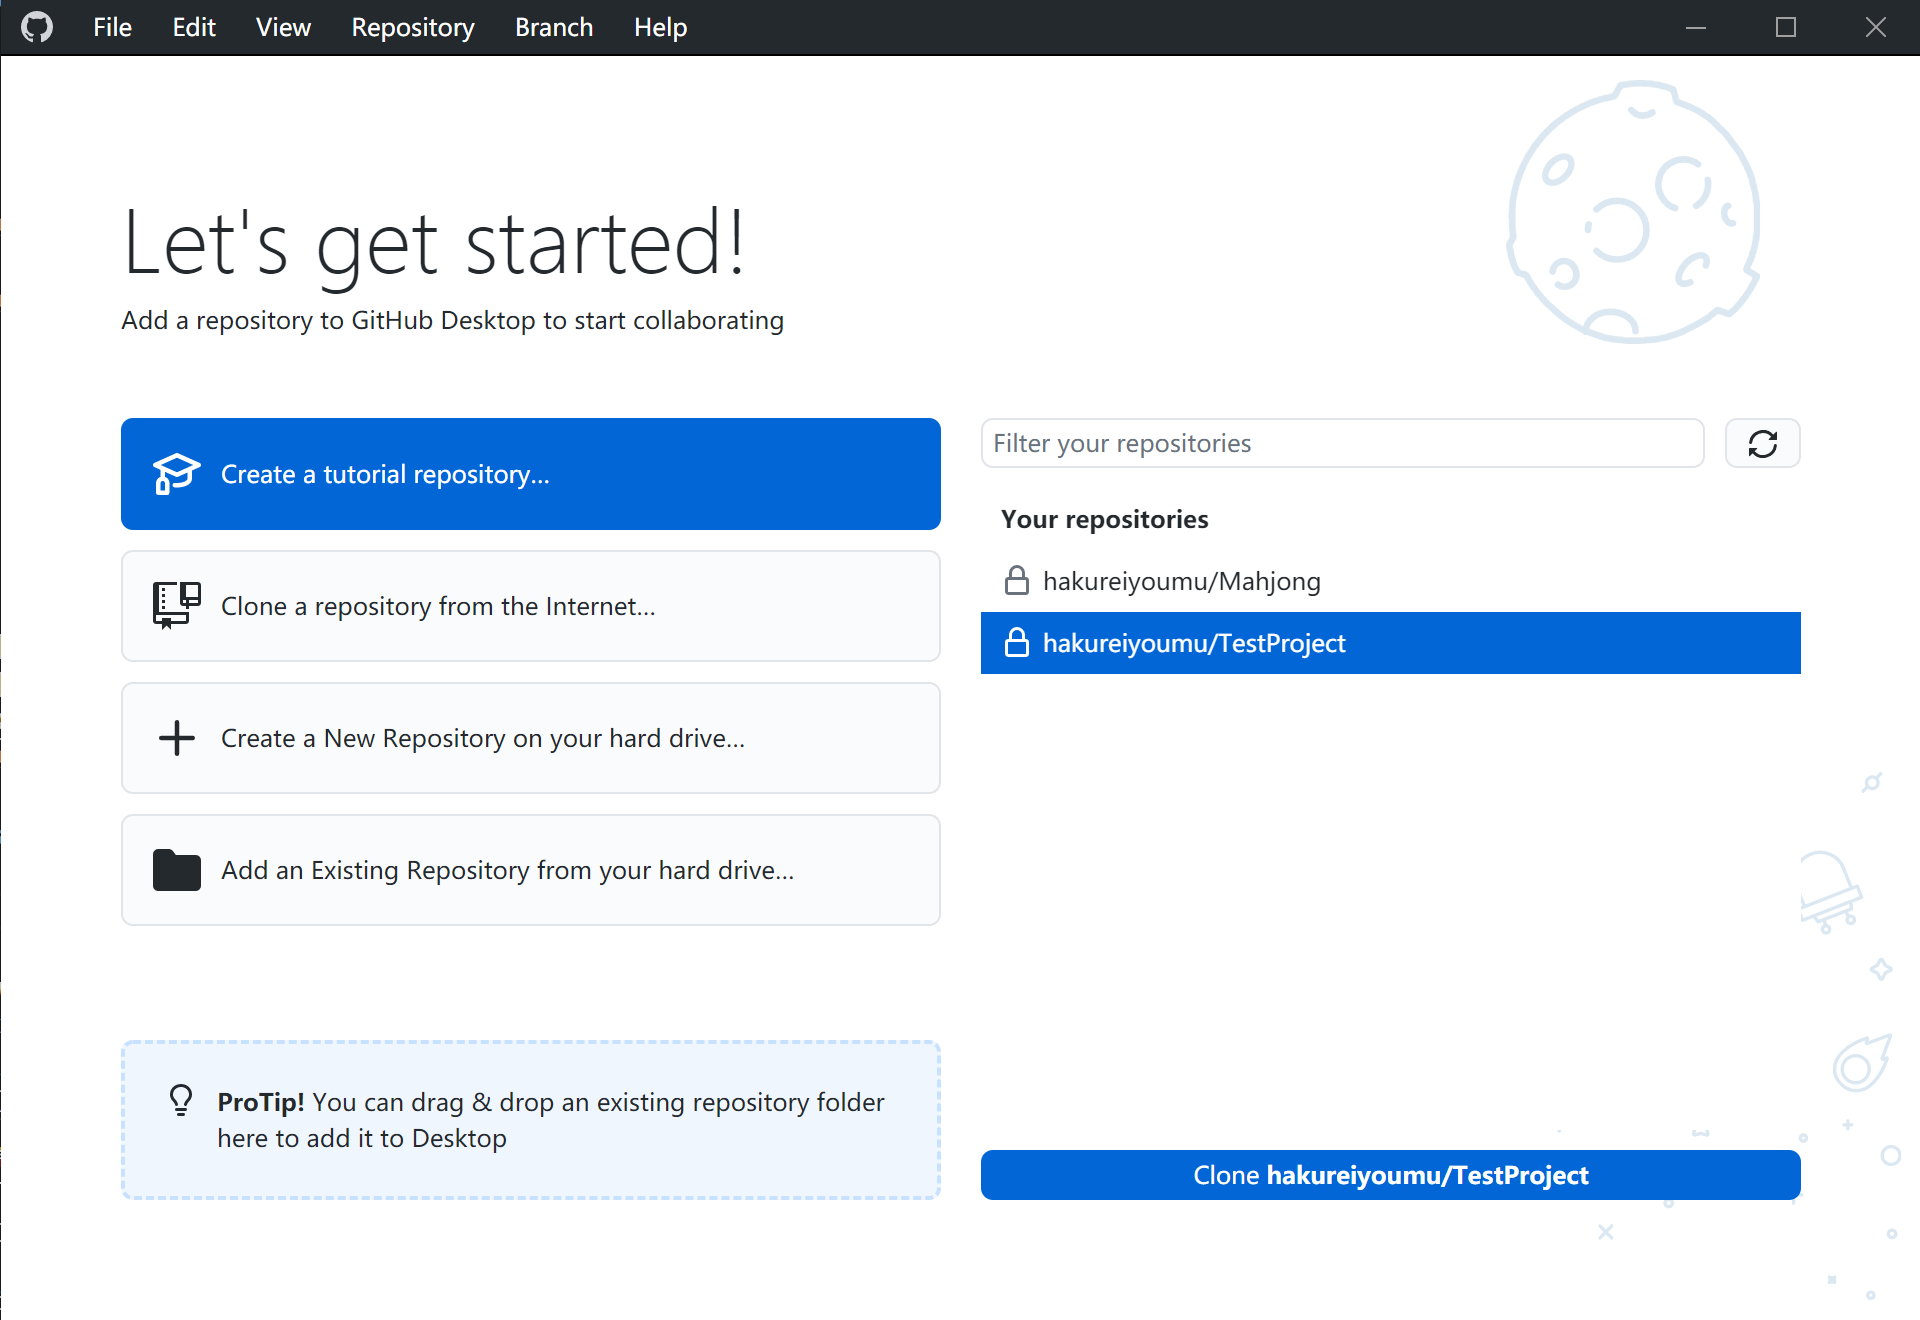 File Edit View Repository Branch Help
Let's get started!
Add a repository to GitHub Desktop to start collaborating
Create a tutorial repository...
Clone a repository from the Internet...
Create a New Repository on your hard drive...
Add an Existing Repository from your hard drive...
ProTip! You can drag & drop an existing repository folder
here to add it to Desktop
Filter your repositories
Your repositories
hakureiyoumu/Mahjong
hakureiyoumu/TestProject
Clone hakureiyoumu/TestProject